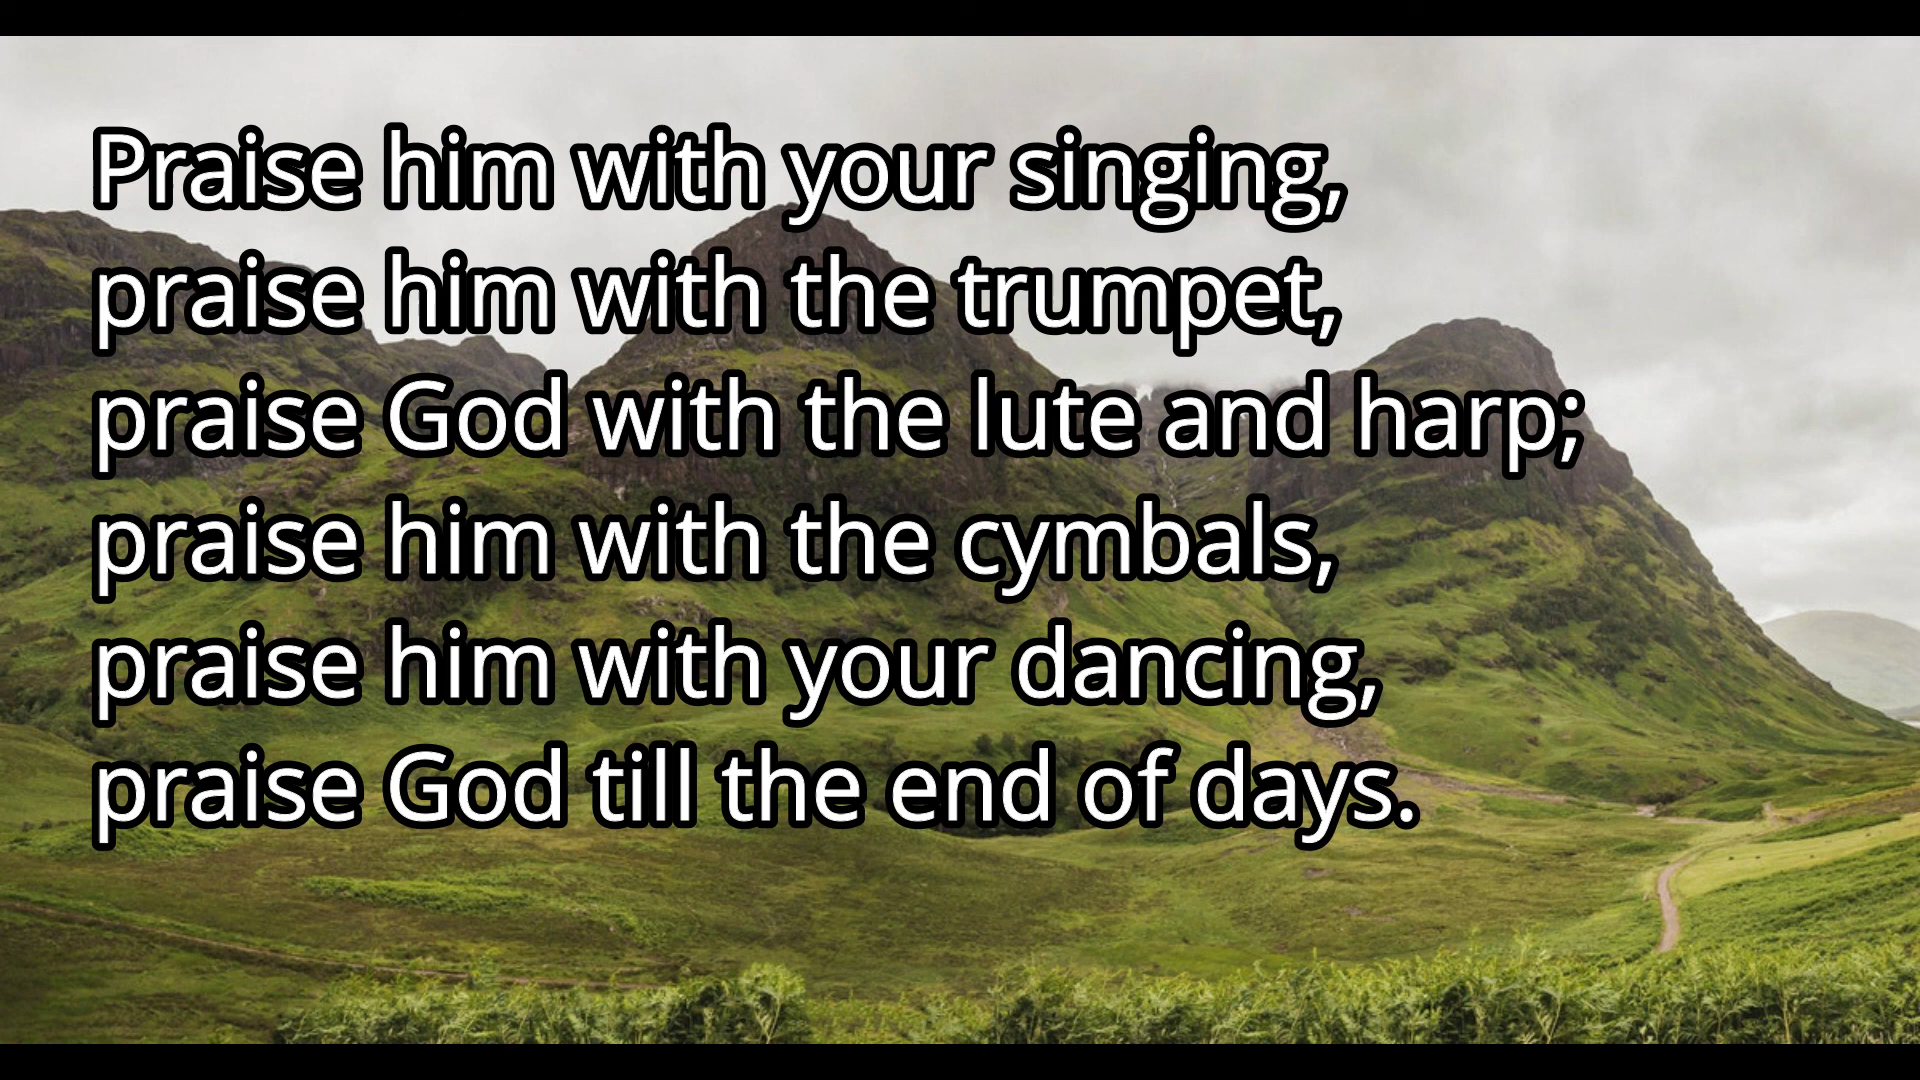 Praise him with your singing,
praise him with the trumpet,
praise God with the lute and harp;
praise him with the cymbals,
praise him with your dancing,
praise God till the end of days.